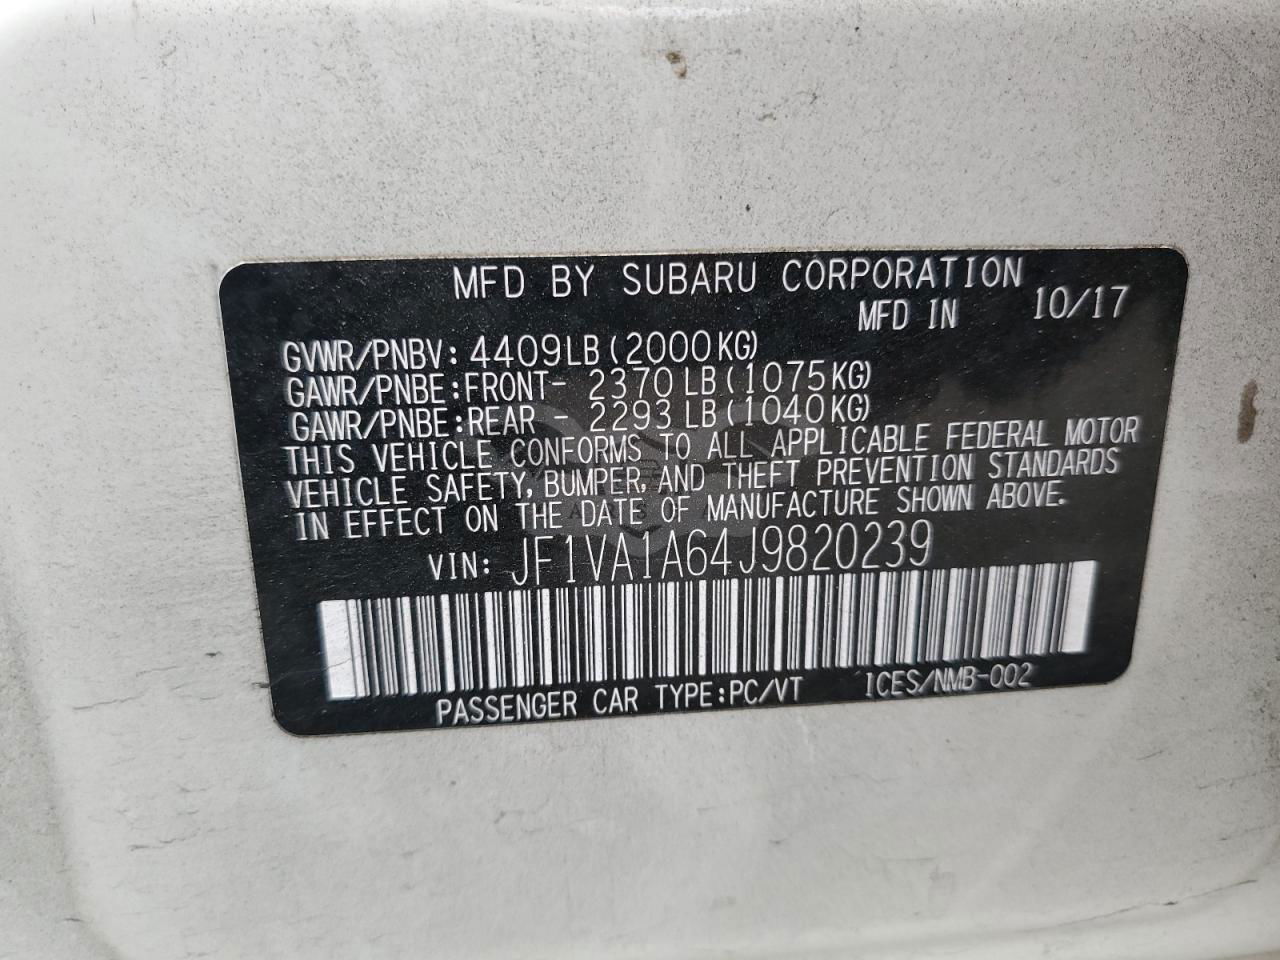 MFD BY SUBARU CORPORATION
MFD IN 10/17
GVWR/PNBV: 4409LB(2000KG)
GAWR/PNBE:FRONT- 2370LB(1075KG)
GAWR/PNBE:REAR - 2293LB(1040KG)
THIS VEHICLE CONFORMS TO ALL APPLICABLE FEDERAL MOTOR
VEHICLE SAFETY, BUMPER, AND THEFT PREVENTION STANDARDS
IN EFFECT ON THE DATE OF MANUFACTURE SHOWN ABOVE.
VIN: JF1VA1A64J9820239
PASSENGER CAR TYPE:PC/VT ICES/NMB-002